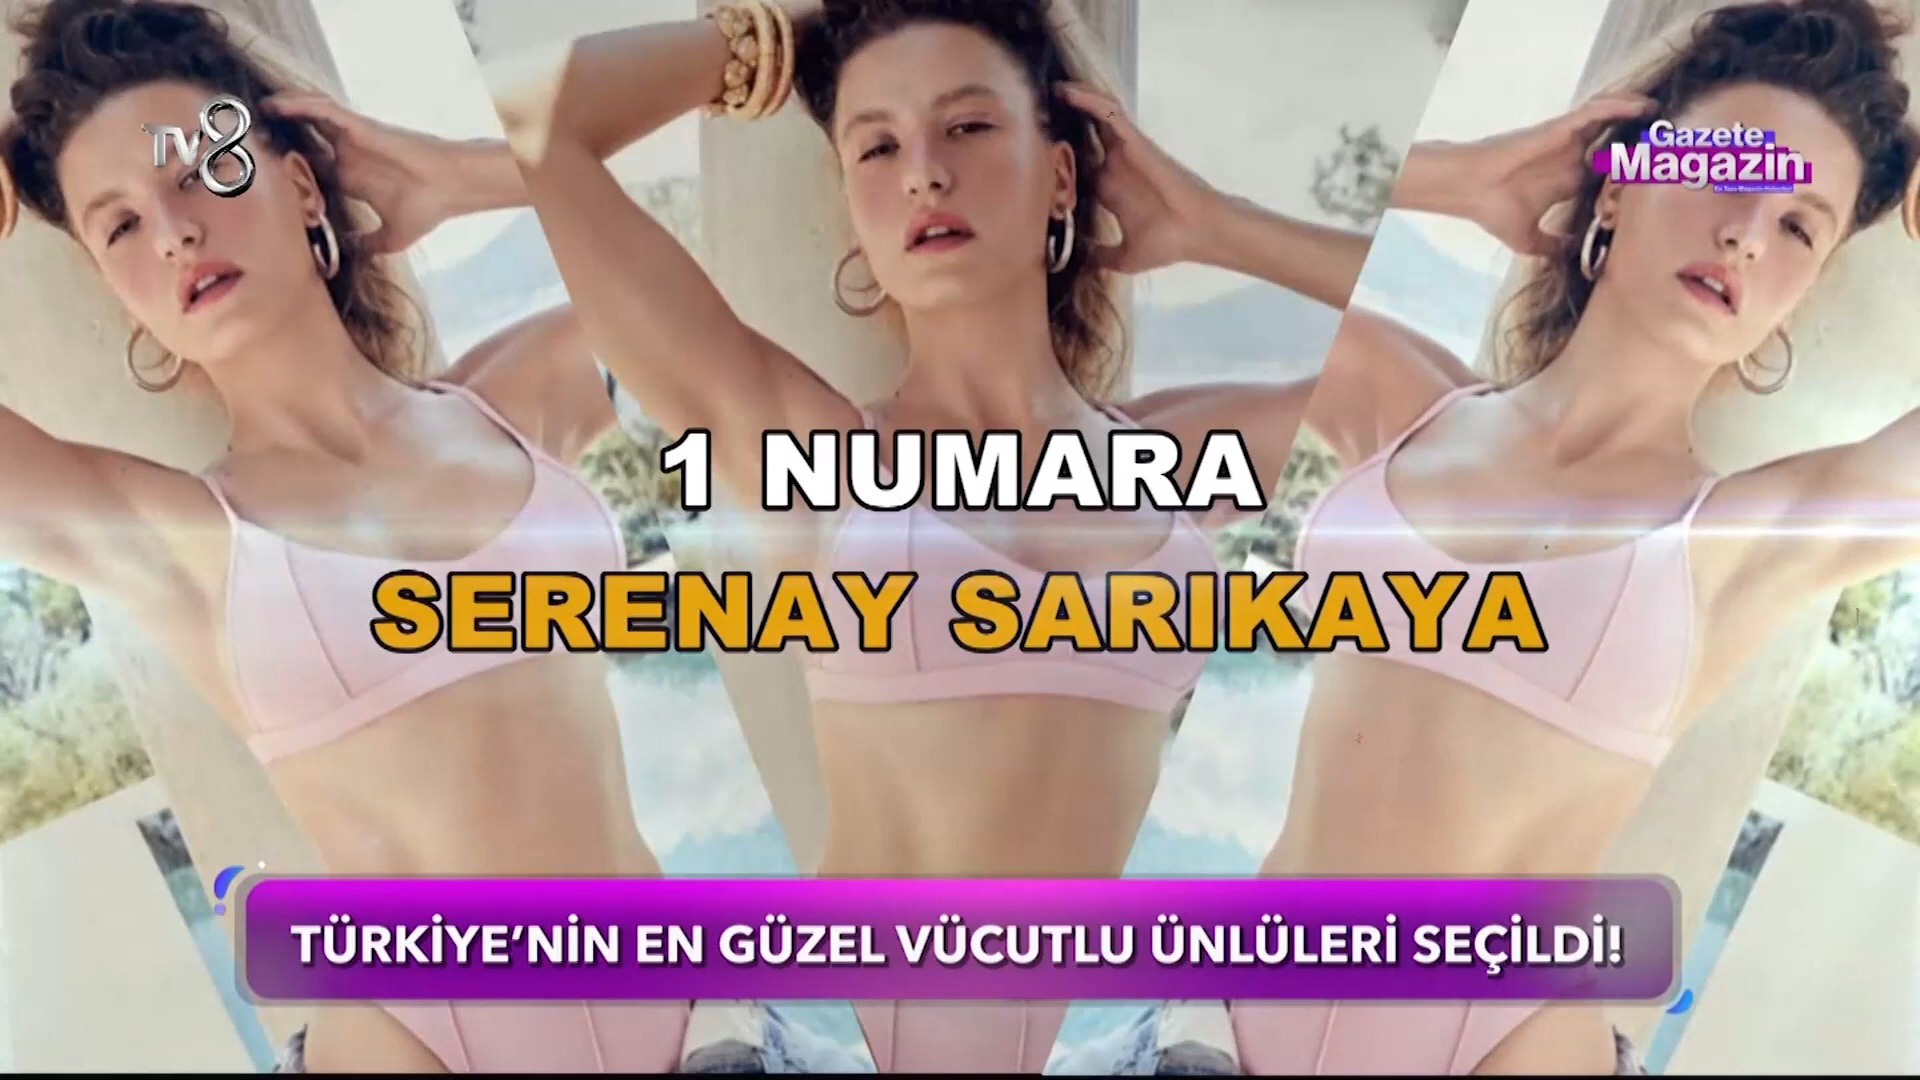 TV8
Gazete
Magazin
1 NUMARA
SERENAY SARIKAYA
TÜRKİYE'NİN EN GÜZEL VÜCUTLU ÜNLÜLERİ SEÇİLDİ!